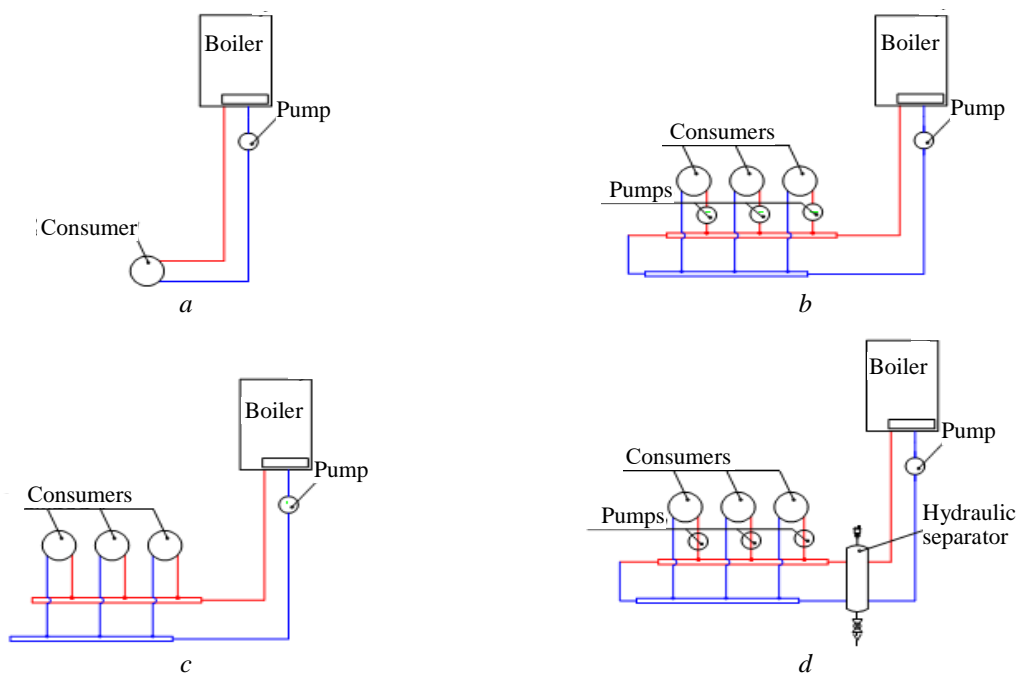 Boiler
Pump
Consumer
a
Boiler
Pump
Consumers
Pumps
b
Boiler
Pump
Consumers
c
Boiler
Pump
Consumers
Pumps
Hydraulic
separator
d